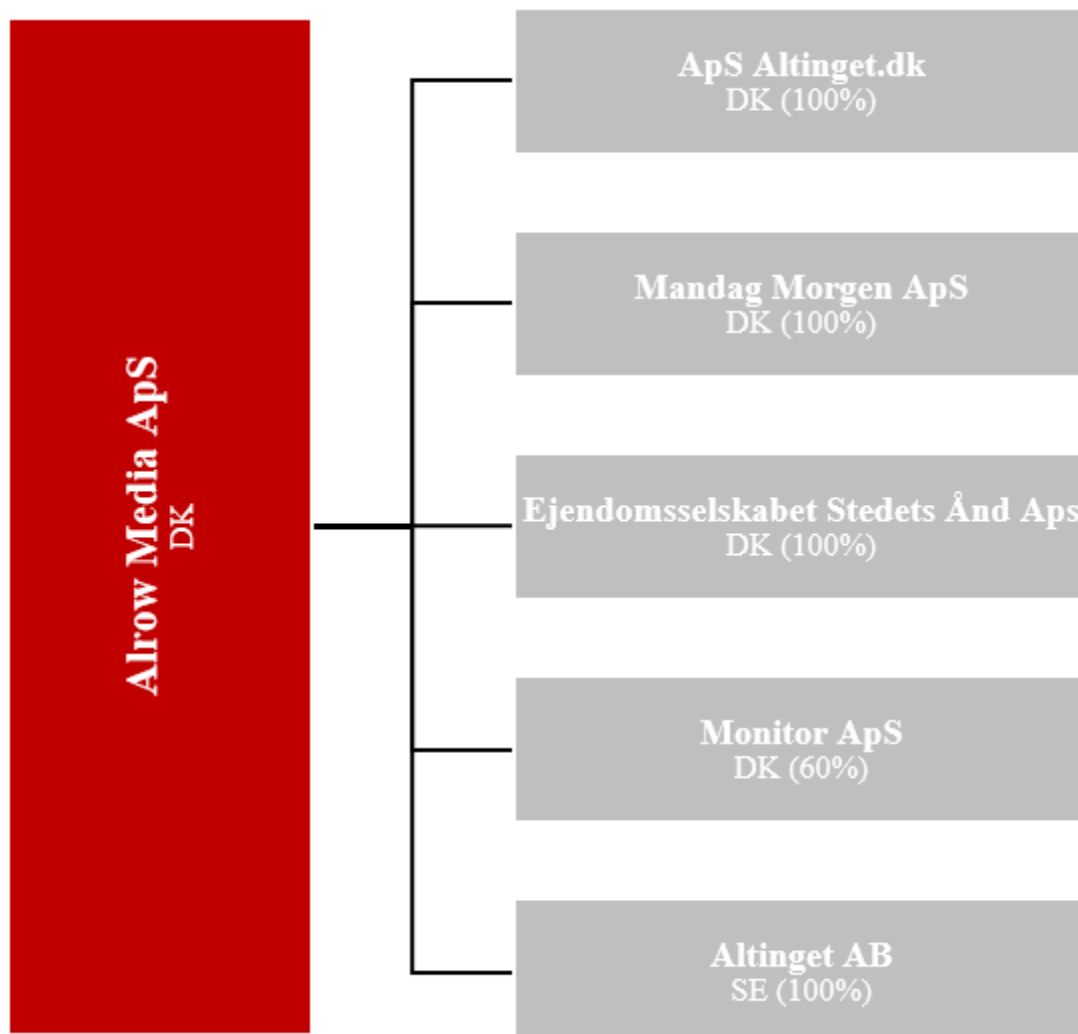 Alrow Media ApS
DK
ApS Altinget.dk
DK (100%)
Mandag Morgen ApS
DK (100%)
Ejendomsselskabet Stedets Ånd Aps
DK (100%)
Monitor ApS
DK (60%)
Altinget AB
SE (100%)